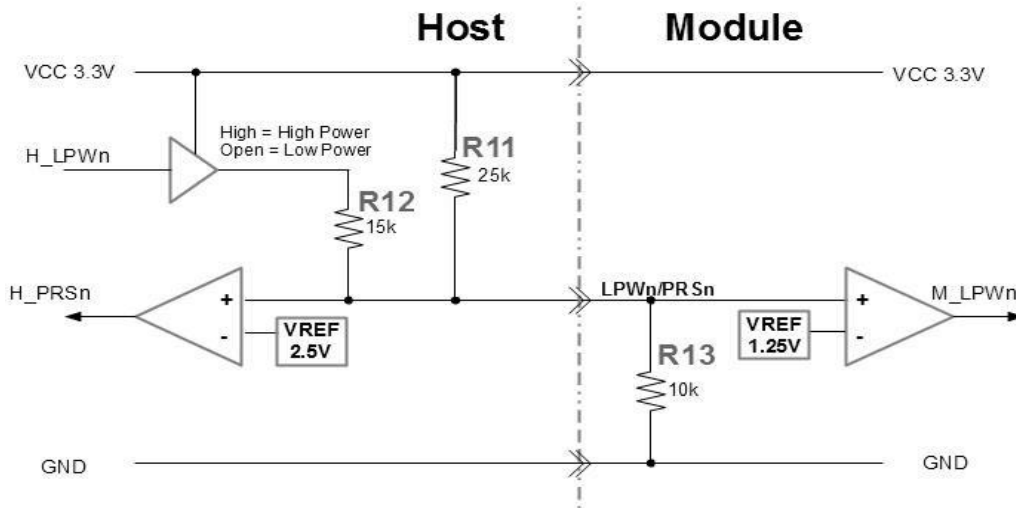 Host
Module
VCC 3.3V
VCC 3.3V
High = High Power
Open = Low Power
H_LPWn
R11
25k
R12
15k
H_PRSn
+
-
VREF
2.5V
LPWn/PRSn
M_LPWn
+
-
VREF
1.25V
R13
10k
GND
GND